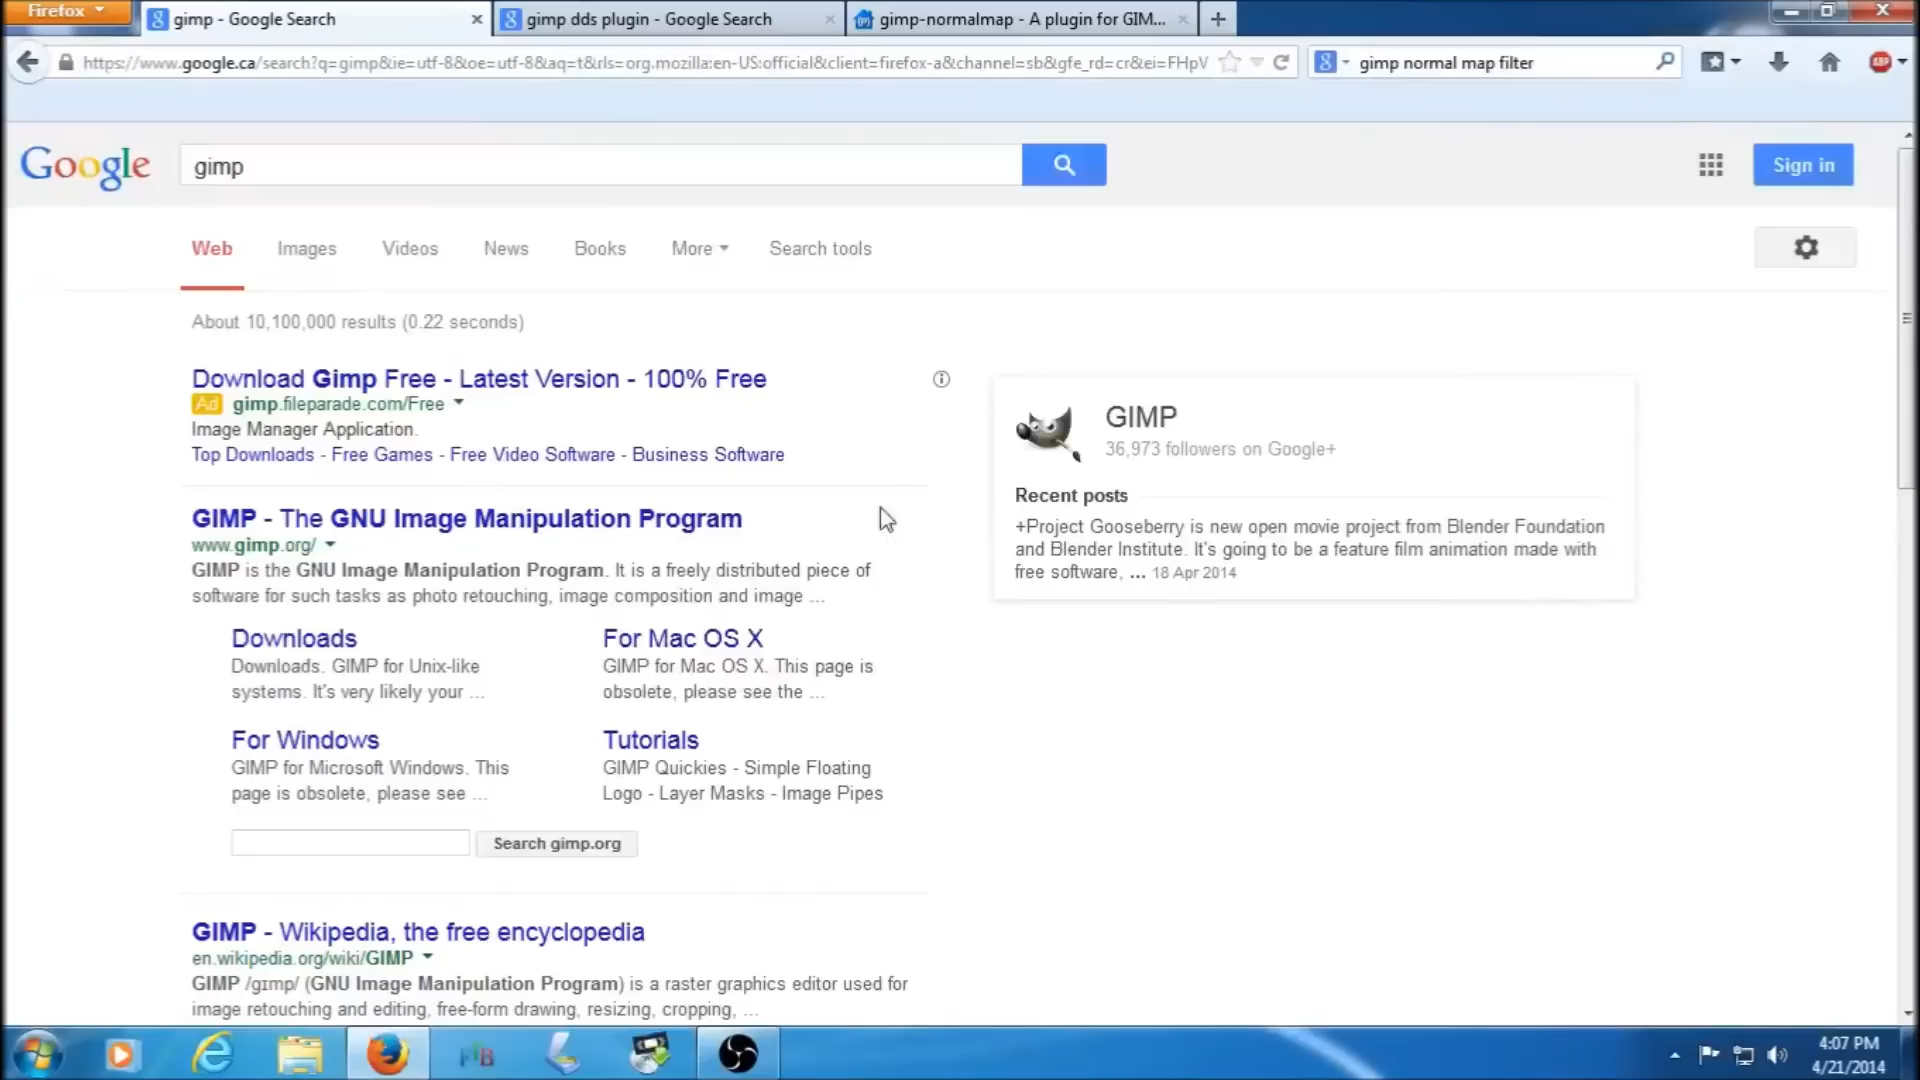 Firefox
gimp - Google Search
gimp dds plugin - Google Search
gimp-normalmap - A plugin for GIM...
https://www.google.ca/search?q=gimp&ie=utf-8&oe=utf-8&aq=t&rls=org.mozilla:en-US:official&client=firefox-a&channel=sb&gfe_rd=cr&ei=FHpV
gimp normal map filter
ABP
Google
gimp
Sign in
Web
Images
Videos
News
Books
More
Search tools
About 10,100,000 results (0.22 seconds)
Download Gimp Free - Latest Version - 100% Free
Ad gimp.fileparade.com/Free
Image Manager Application.
Top Downloads - Free Games - Free Video Software - Business Software
GIMP - The GNU Image Manipulation Program
www.gimp.org/
GIMP is the GNU Image Manipulation Program. It is a freely distributed piece of
software for such tasks as photo retouching, image composition and image ...
Downloads
Downloads. GIMP for Unix-like
systems. It's very likely your ...
For Mac OS X
GIMP for Mac OS X. This page is
obsolete, please see the ...
For Windows
GIMP for Microsoft Windows. This
page is obsolete, please see ...
Tutorials
GIMP Quickies - Simple Floating
Logo - Layer Masks - Image Pipes
Search gimp.org
GIMP - Wikipedia, the free encyclopedia
en.wikipedia.org/wiki/GIMP
GIMP /ɡɪmp/ (GNU Image Manipulation Program) is a raster graphics editor used for
image retouching and editing, free-form drawing, resizing, cropping, ...
GIMP
36,973 followers on Google+
Recent posts
+Project Gooseberry is new open movie project from Blender Foundation
and Blender Institute. It's going to be a feature film animation made with
free software, ... 18 Apr 2014
FTB
4:07 PM
4/21/2014